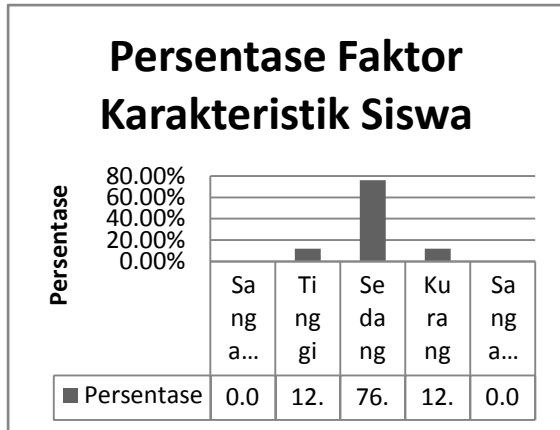 Persentase Faktor
Karakteristik Siswa
Persentase
80.00%
60.00%
40.00%
20.00%
0.00%
Sa
ng
a...
Ti
ng
gi
Se
da
ng
Ku
ra
ng
Sa
ng
a...
Persentase 0.0 12. 76. 12. 0.0